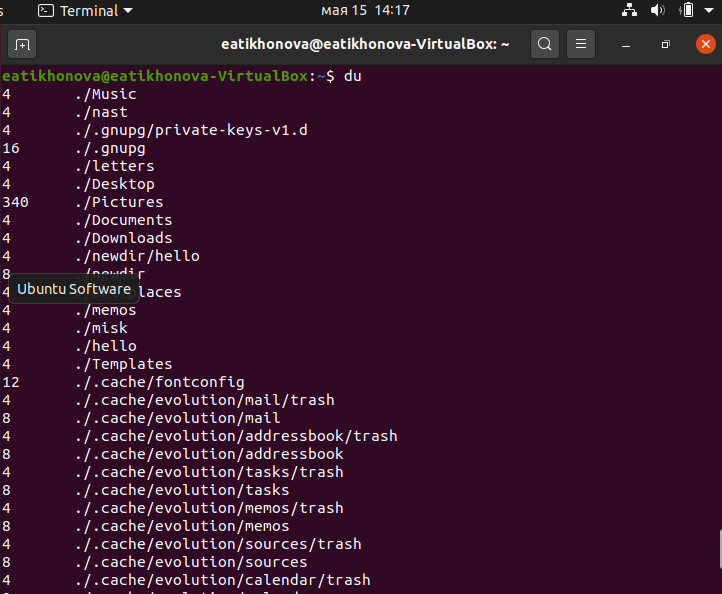 Terminal
мая 15 14:17
eatikhonova@eatikhonova-VirtualBox: ~
eatikhonova@eatikhonova-VirtualBox:~$ du
4 ./Music
4 ./nast
4 ./.gnupg/private-keys-v1.d
16 ./.gnupg
4 ./letters
4 ./Desktop
340 ./Pictures
4 ./Documents
4 ./Downloads
4 ./newdir/hello
8 ./newdir
Ubuntu Software
4
4 ./memos
4 ./misk
4 ./hello
4 ./Templates
12 ./.cache/fontconfig
4 ./.cache/evolution/mail/trash
8 ./.cache/evolution/mail
4 ./.cache/evolution/addressbook/trash
8 ./.cache/evolution/addressbook
4 ./.cache/evolution/tasks/trash
8 ./.cache/evolution/tasks
4 ./.cache/evolution/memos/trash
8 ./.cache/evolution/memos
4 ./.cache/evolution/sources/trash
8 ./.cache/evolution/sources
4 ./.cache/evolution/calendar/trash